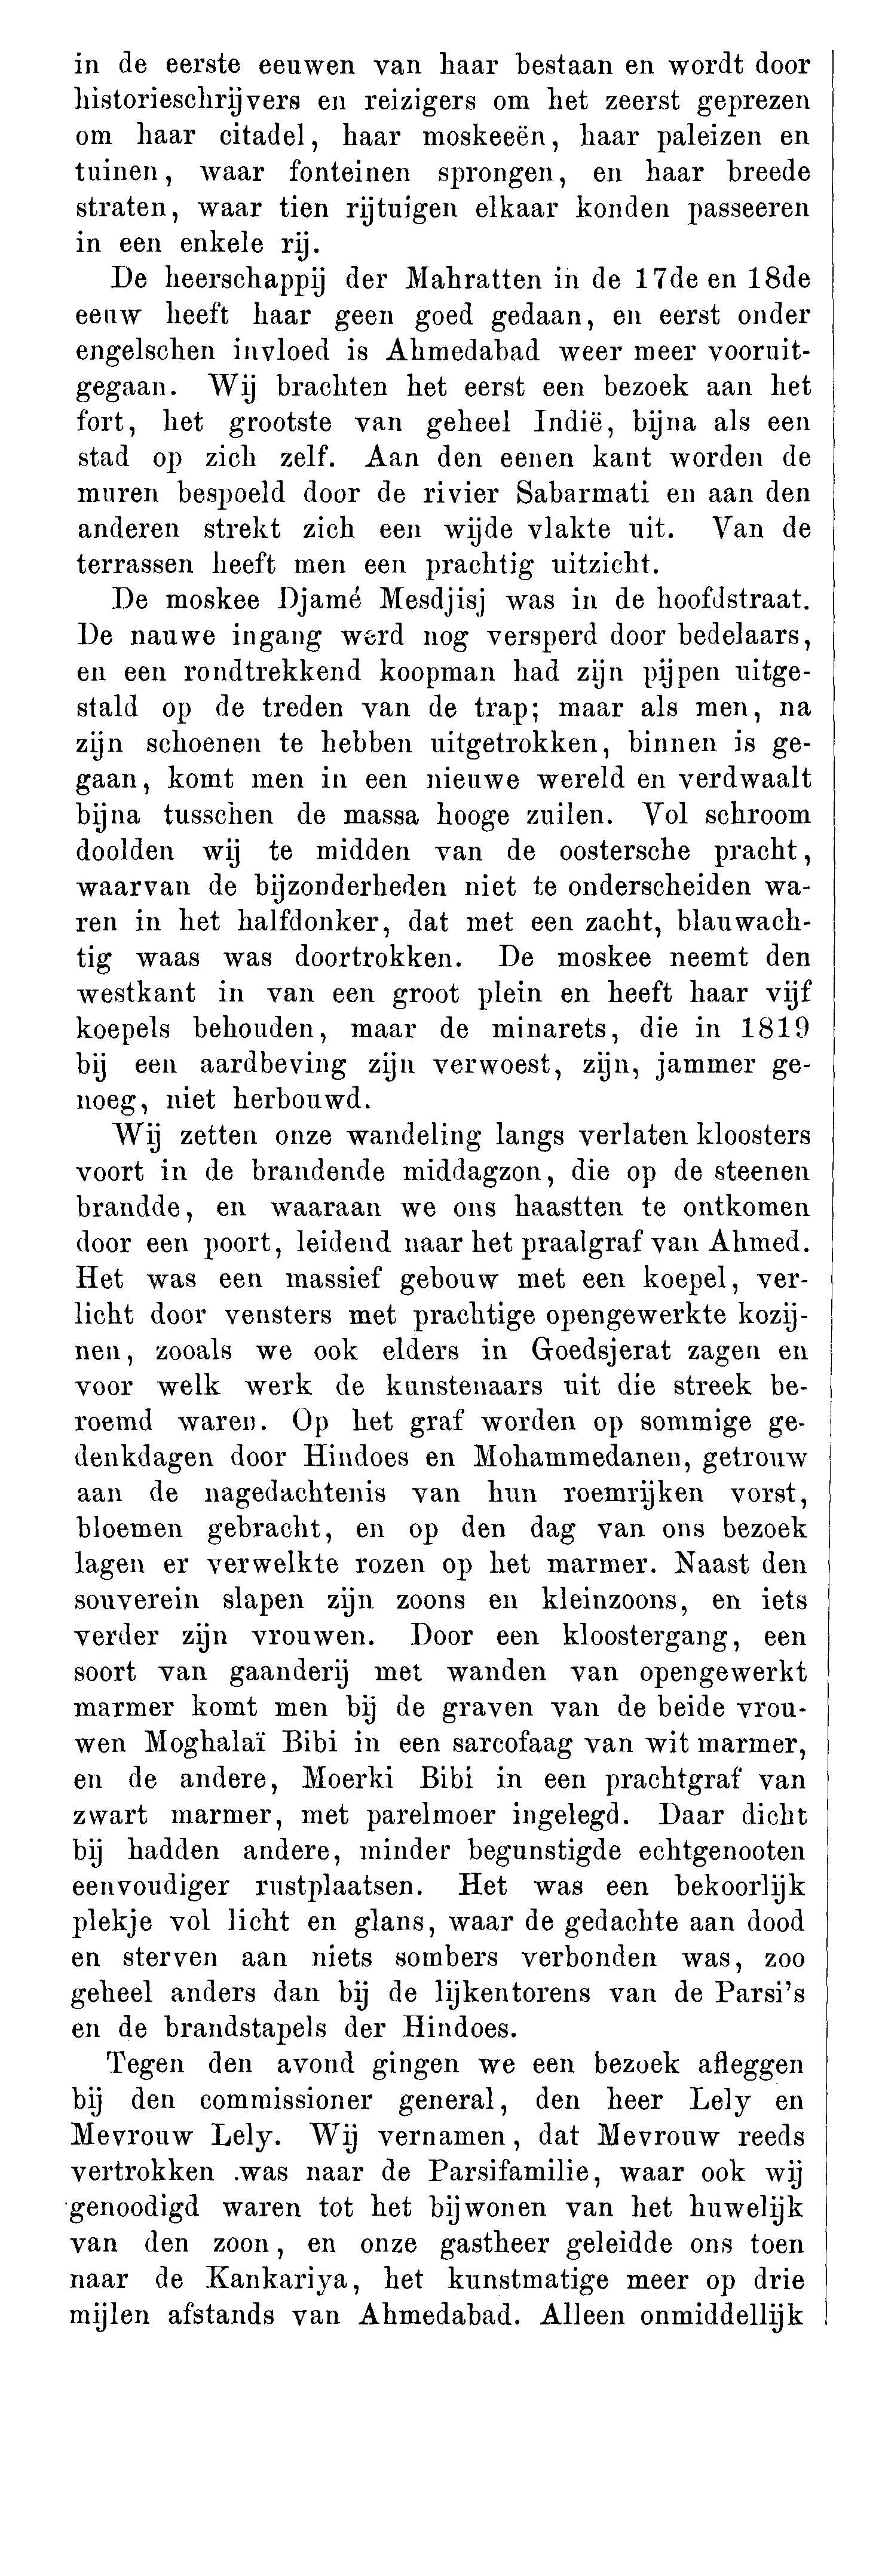 in de eerste eeuwen van haar bestaan en wordt door
historieschrijvers en reizigers om het zeerst geprezen
om haar citadel, haar moskeeën, haar paleizen en
tuinen, waar fonteinen sprongen, en haar breede
straten, waar tien rijtuigen elkaar konden passeeren
in een enkele rij.
De heerschappij der Mahratten in de 17de en 18de
eeuw heeft haar geen goed gedaan, en eerst onder
engelschen invloed is Ahmedabad weer meer vooruit-
gegaan. Wij brachten het eerst een bezoek aan het
fort, het grootste van geheel Indië, bijna als een
stad op zich zelf. Aan den eenen kant worden de
muren bespoeld door de rivier Sabarmati en aan den
anderen strekt zich een wijde vlakte uit. Van de
terrassen heeft men een prachtig uitzicht.
De moskee Djamé Mesdjisj was in de hoofdstraat.
De nauwe ingang werd nog versperd door bedelaars,
en een rondtrekkend koopman had zijn pijpen uitge-
stald op de treden van de trap; maar als men, na
zijn schoenen te hebben uitgetrokken, binnen is ge-
gaan, komt men in een nieuwe wereld en verdwaalt
bijna tusschen de massa hooge zuilen. Vol schroom
doolden wij te midden van de oostersche pracht,
waarvan de bijzonderheden niet te onderscheiden wa-
ren in het halfdonker, dat met een zacht, blauwach-
tig waas was doortrokken. De moskee neemt den
westkant in van een groot plein en heeft haar vijf
koepels behouden, maar de minarets, die in 1819
bij een aardbeving zijn verwoest, zijn, jammer ge-
noeg, niet herbouwd.
Wij zetten onze wandeling langs verlaten kloosters
voort in de brandende middagzon, die op de steenen
brandde, en waaraan we ons haastten te ontkomen
door een poort, leidend naar het praalgraf van Ahmed.
Het was een massief gebouw met een koepel, ver-
licht door vensters met prachtige opengewerkte kozij-
nen, zooals we ook elders in Goedsjerat zagen en
voor welk werk de kunstenaars uit die streek be-
roemd waren. Op het graf worden op sommige ge-
denkdagen door Hindoes en Mohammedanen, getrouw
aan de nagedachtenis van hun roemrijken vorst,
bloemen gebracht, en op den dag van ons bezoek
lagen er verwelkte rozen op het marmer. Naast den
souverein slapen zijn zoons en kleinzoons, en iets
verder zijn vrouwen. Door een kloostergang, een
soort van gaanderij met wanden van opengewerkt
marmer komt men bij de graven van de beide vrou-
wen Moghalaï Bibi in een sarcofaag van wit marmer,
en de andere, Moerki Bibi in een prachtgraf van
zwart marmer, met parelmoer ingelegd. Daar dicht
bij hadden andere, minder begunstigde echtgenooten
eenvoudiger rustplaatsen. Het was een bekoorlijk
plekje vol licht en glans, waar de gedachte aan dood
en sterven aan niets sombers verbonden was, zoo
geheel anders dan bij de lijkentorens van de Parsi's
en de brandstapels der Hindoes.
Tegen den avond gingen we een bezoek afleggen
bij den commissioner general, den heer Lely en
Mevrouw Lely. Wij vernamen, dat Mevrouw reeds
vertrokken was naar de Parsifamilie, waar ook wij
genoodigd waren tot het bijwonen van het huwelijk
van den zoon, en onze gastheer geleidde ons toen
naar de Kankariya, het kunstmatige meer op drie
mijlen afstands van Ahmedabad. Alleen onmiddellijk